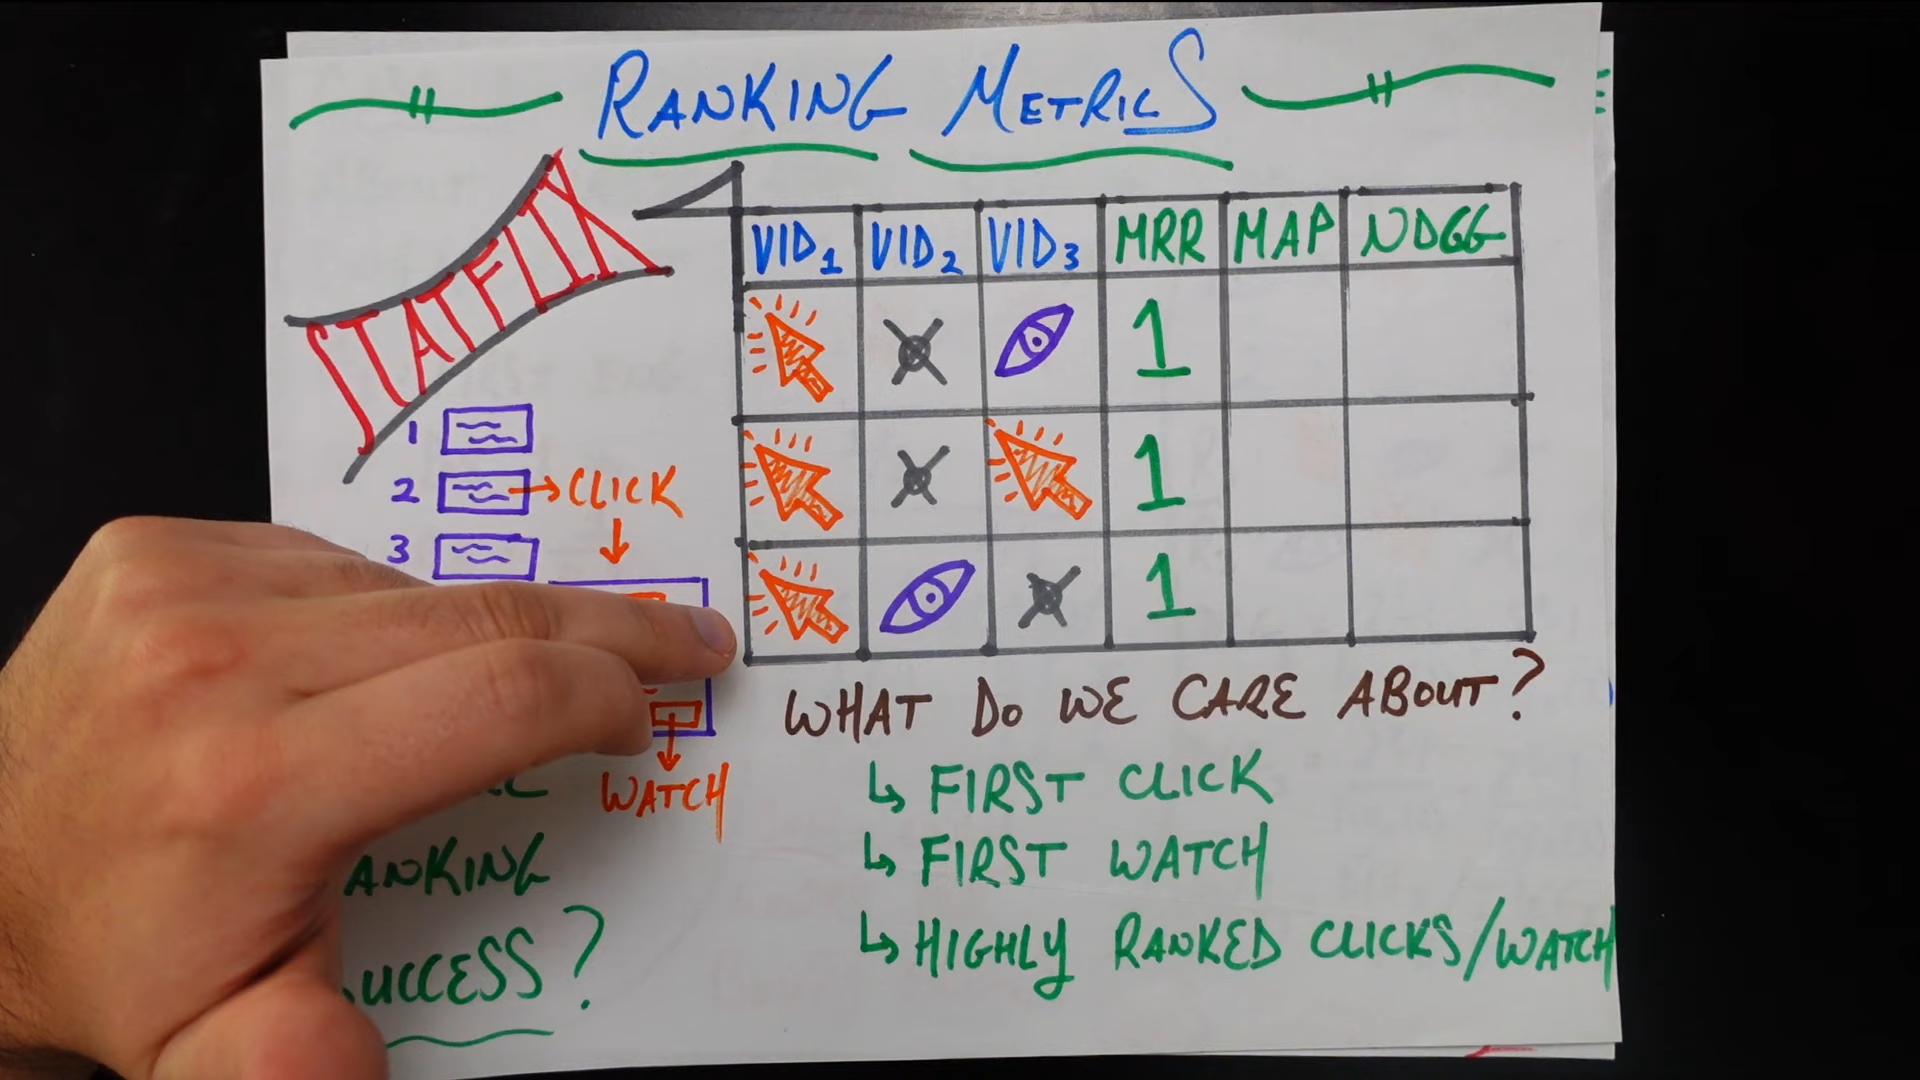 RANKING METRICS
STATFLIX
VID1 VID2 VID3 MRR MAP NDGG
1
1
1
1
2 → CLICK
3
WATCH
ANKING
UCCESS?
WHAT DO WE CARE ABOUT?
↳ FIRST CLICK
↳ FIRST WATCH
↳ HIGHLY RANKED CLICKS/WATCH